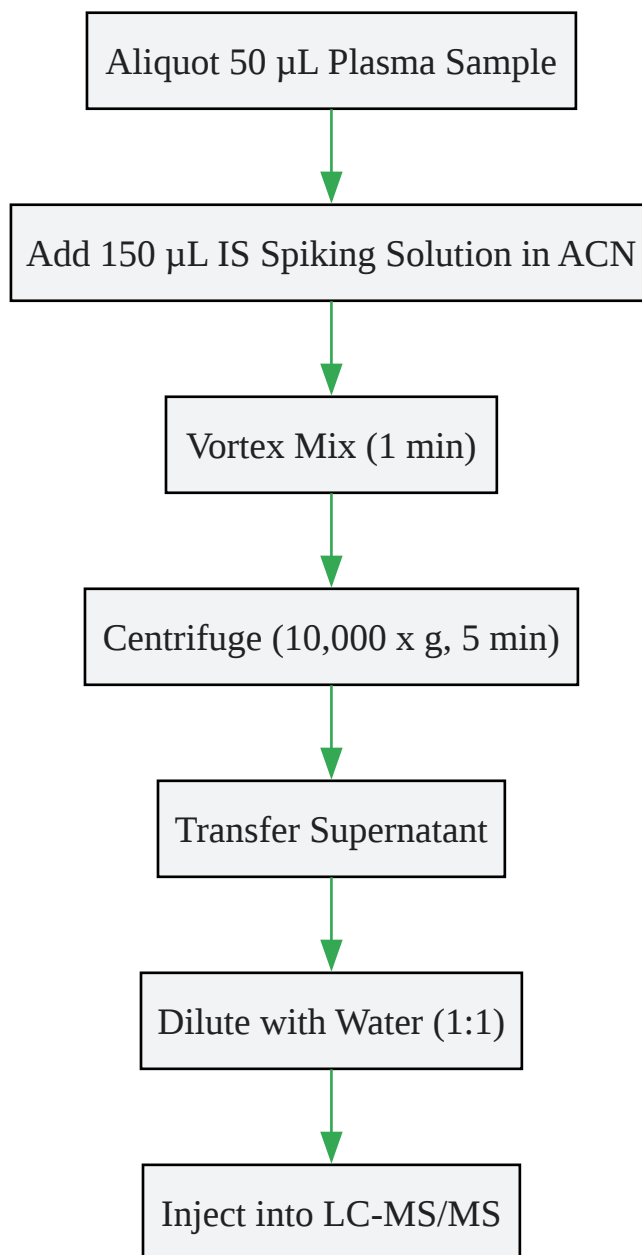 Aliquot 50 µL Plasma Sample
Add 150 µL IS Spiking Solution in ACN
Vortex Mix (1 min)
Centrifuge (10,000 x g, 5 min)
Transfer Supernatant
Dilute with Water (1:1)
Inject into LC-MS/MS